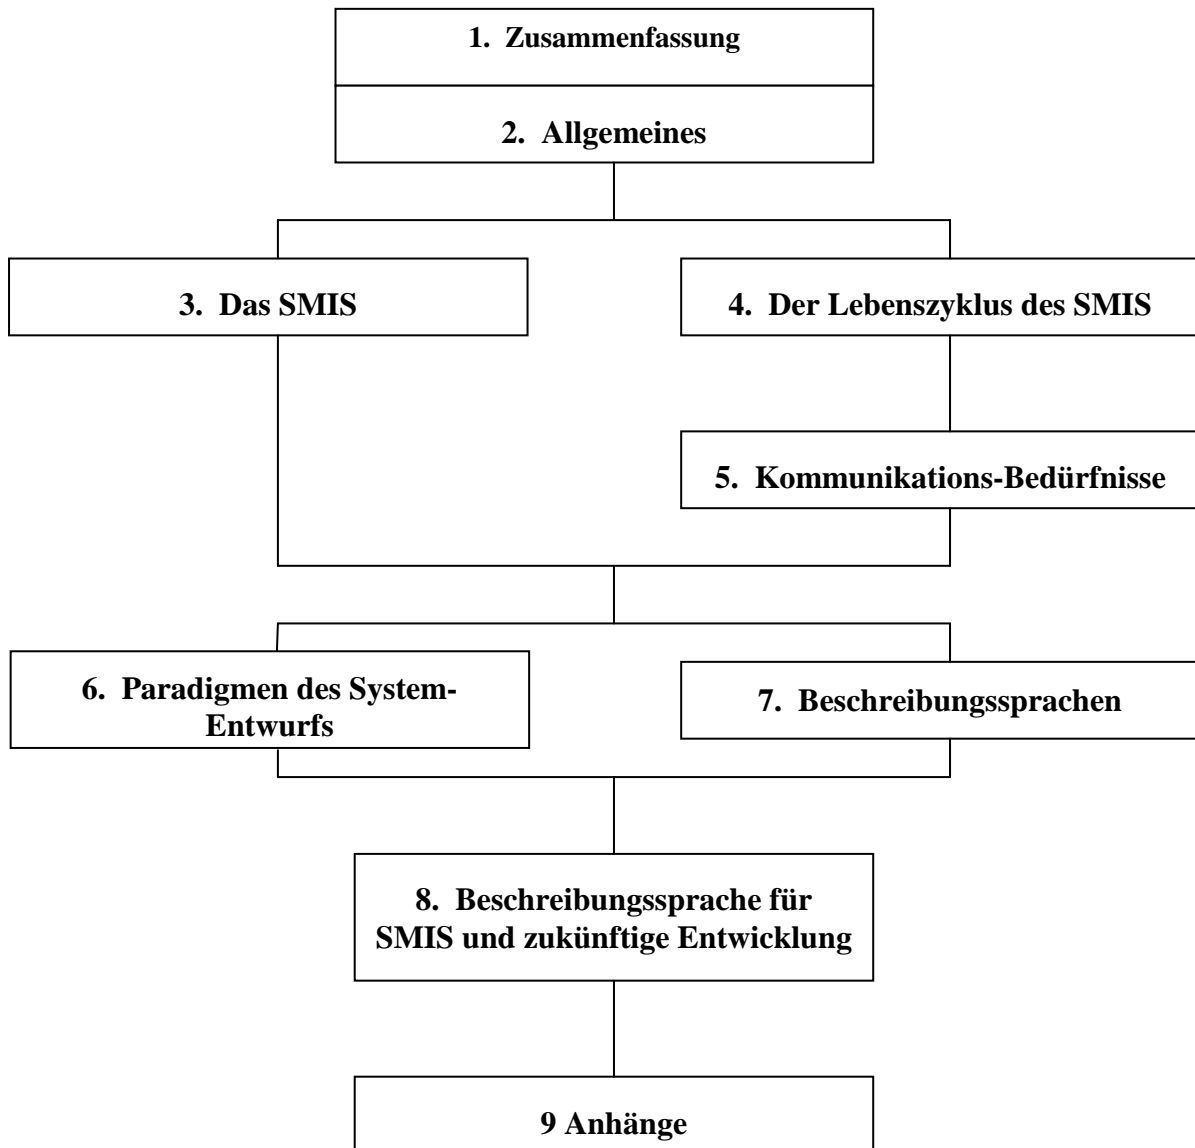 1. Zusammenfassung
2. Allgemeines
3. Das SMIS
4. Der Lebenszyklus des SMIS
5. Kommunikations-Bedürfnisse
6. Paradigmen des System-
Entwurfs
7. Beschreibungssprachen
8. Beschreibungssprache für
SMIS und zukünftige Entwicklung
9 Anhänge